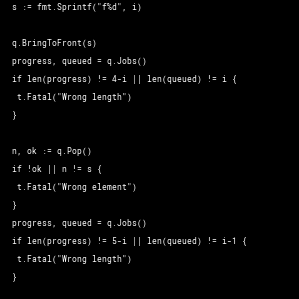 s := fmt.Sprintf("f%d", i)
q.BringToFront(s)
progress, queued = q.Jobs()
if len(progress) != 4-i || len(queued) != i {
t.Fatal("Wrong length")
}
n, ok := q.Pop()
if !ok || n != s {
t.Fatal("Wrong element")
}
progress, queued = q.Jobs()
if len(progress) != 5-i || len(queued) != i-1 {
t.Fatal("Wrong length")
}